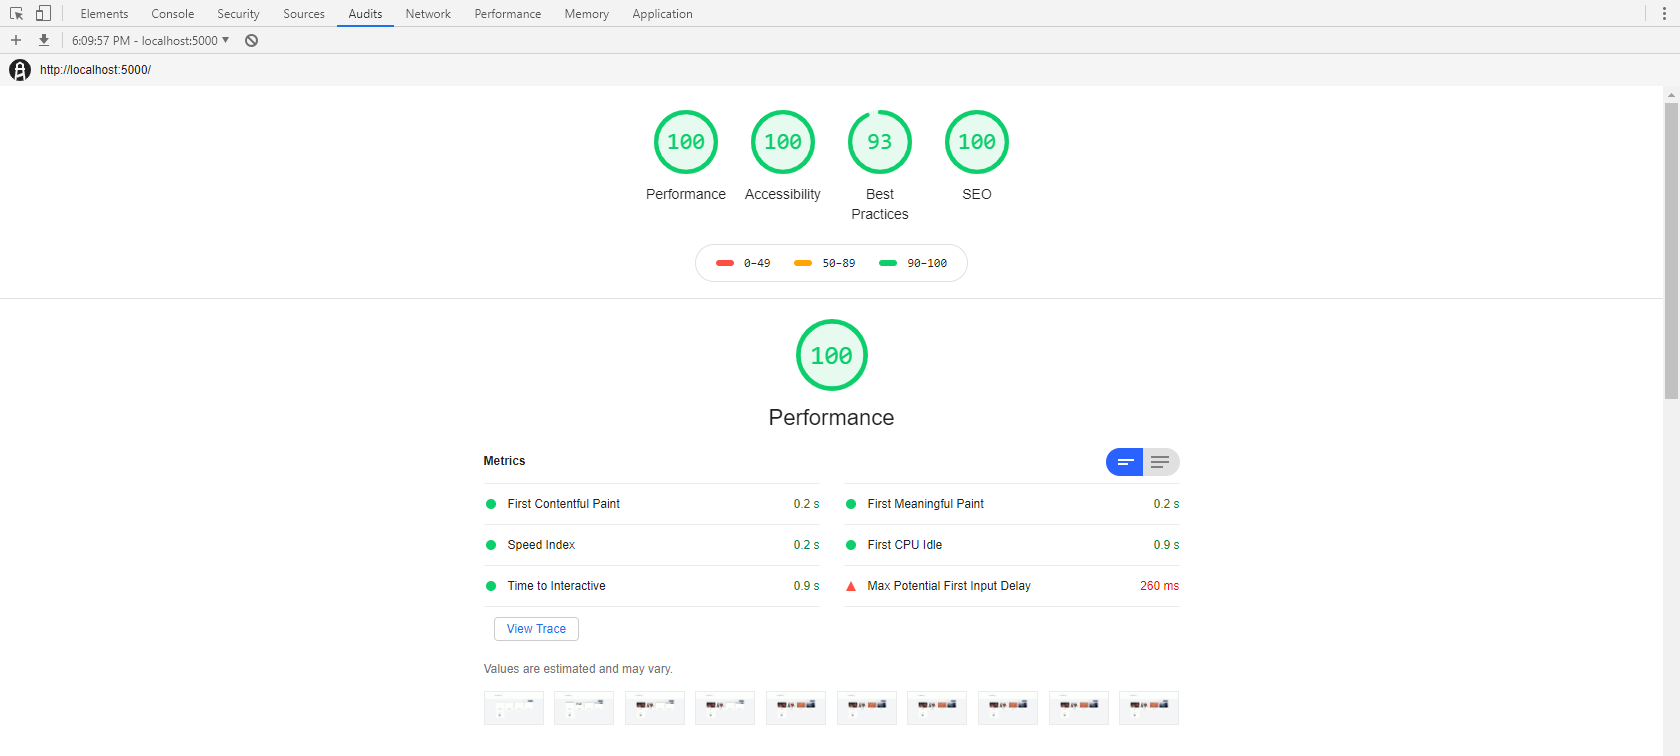 Elements Console Security Sources Audits Network Performance Memory Application
6:09:57 PM - localhost:5000
http://localhost:5000/
100 100 93 100
Performance Accessibility Best Practices SEO
0–49 50–89 90–100
100
Performance
Metrics
First Contentful Paint 0.2 s
First Meaningful Paint 0.2 s
Speed Index 0.2 s
First CPU Idle 0.9 s
Time to Interactive 0.9 s
Max Potential First Input Delay 260 ms
View Trace
Values are estimated and may vary.